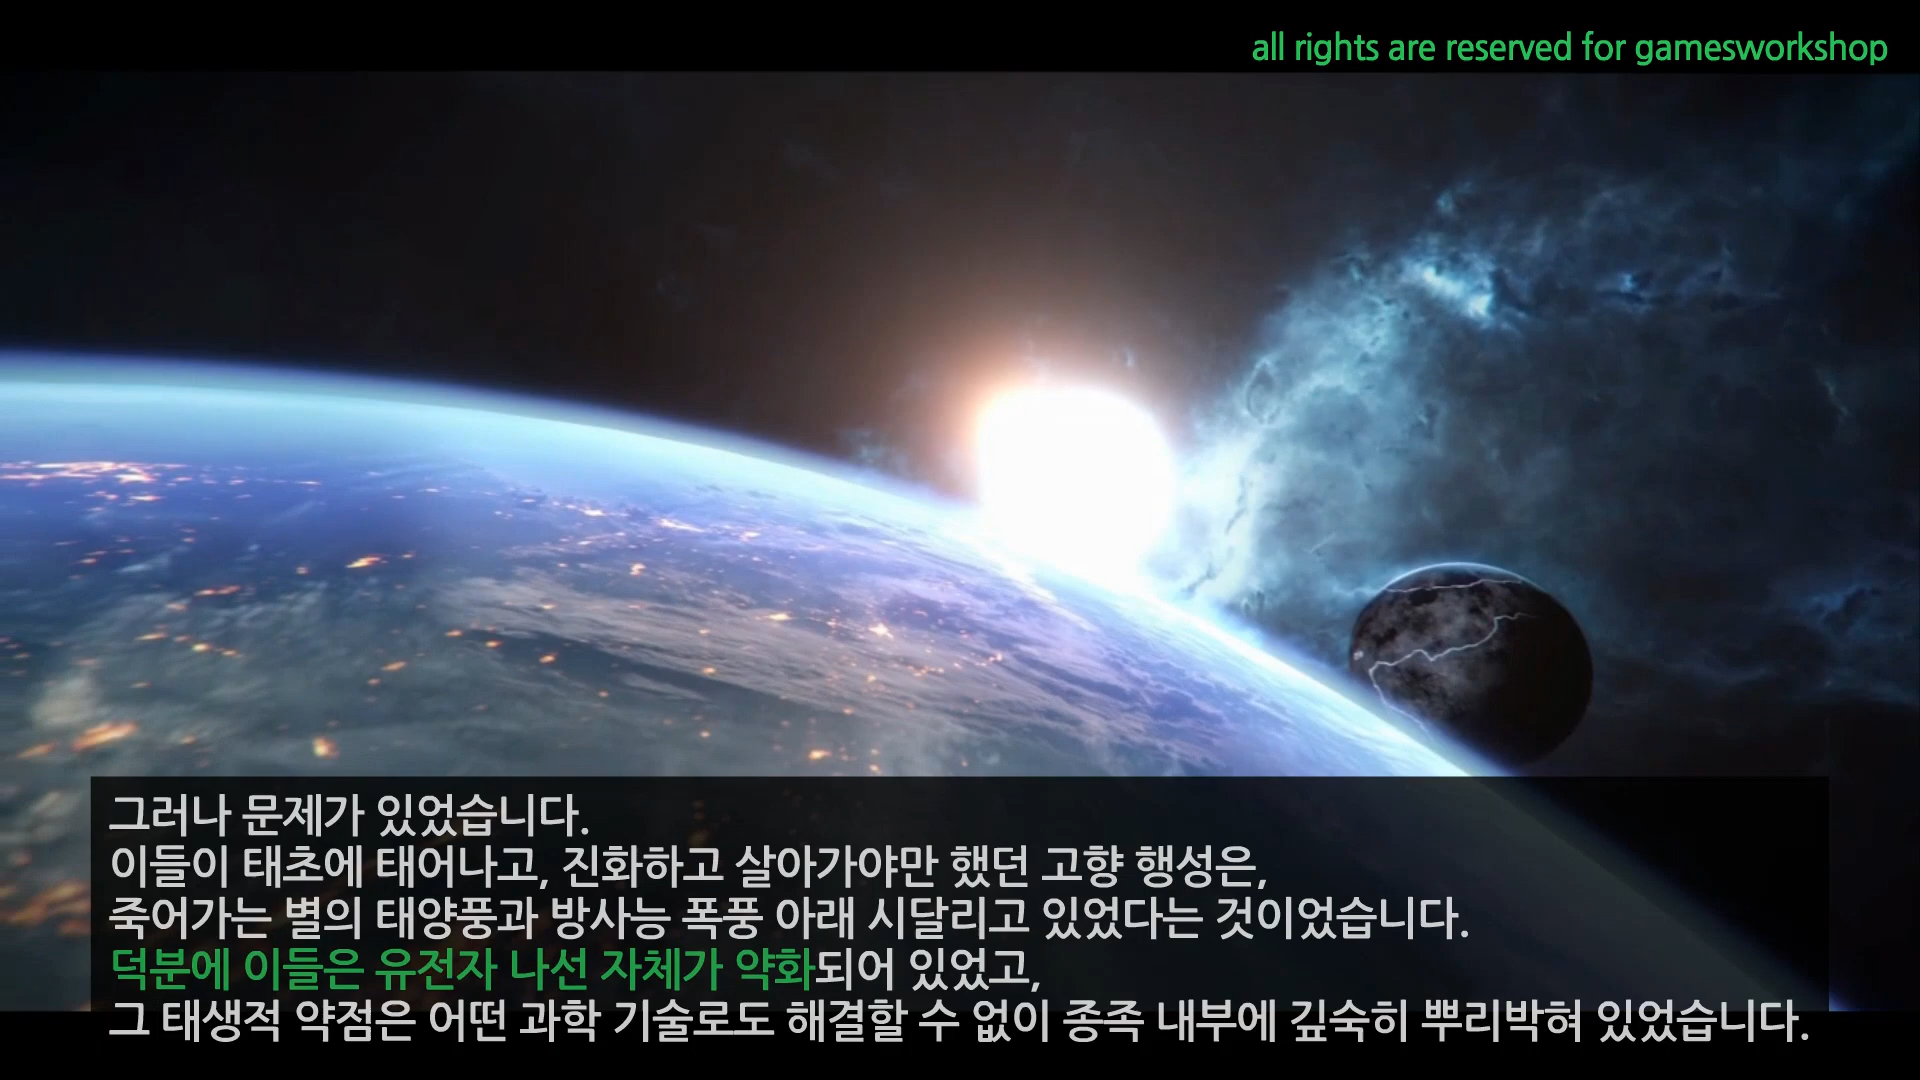 all rights are reserved for gamesworkshop
그러나 문제가 있었습니다.
이들이 태초에 태어나고, 진화하고 살아가야만 했던 고향 행성은,
죽어가는 별의 태양풍과 방사능 폭풍 아래 시달리고 있었다는 것이었습니다.
덕분에 이들은 유전자 나선 자체가 약화되어 있었고,
그 태생적 약점은 어떤 과학 기술로도 해결할 수 없이 종족 내부에 깊숙히 뿌리박혀 있었습니다.